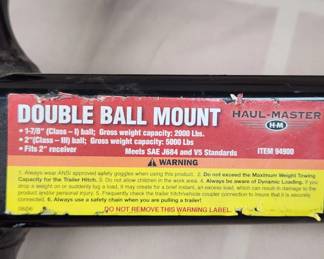 DOUBLE BALL MOUNT
HAUL-MASTER
H-M
• 1-7/8" (Class – I) ball; Gross weight capacity: 2000 Lbs.
• 2" (Class – III) ball; Gross weight capacity: 5000 Lbs
• Fits 2" receiver
Meets SAE J684 and V5 Standards
ITEM 94900
WARNING
1. Always wear ANSI approved safety goggles when using this product. 2. Do not exceed the Maximum Weight Towing
Capacity for the Trailer Hitch. 3. Do not allow children in the work area. 4. Always be aware of Dynamic Loading. If you
drop a weight on or suddenly tug a load, it may create for a brief instant, an excess load, which can result in damage to the
product and/or personal injury. 5. Frequently check the trailer hitch/vehicle coupler connection to insure that it is securely
connected. 6. Always use a safety chain when you are pulling a trailer!
DO NOT REMOVE THIS WARNING LABEL